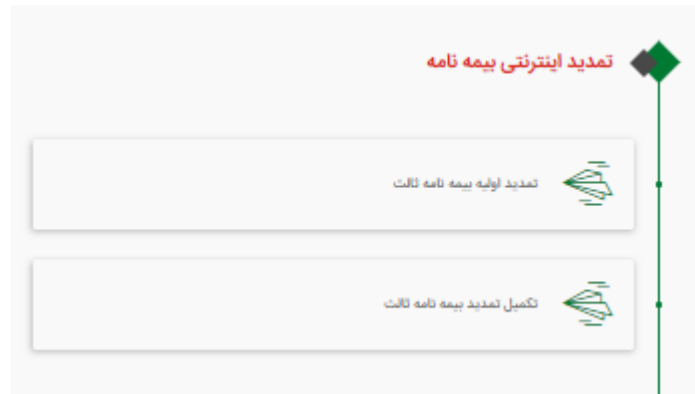 تمدید اینترنتی بیمه نامه
تمدید اولیه بیمه نامه ثالث
تکمیل تمدید بیمه نامه ثالث